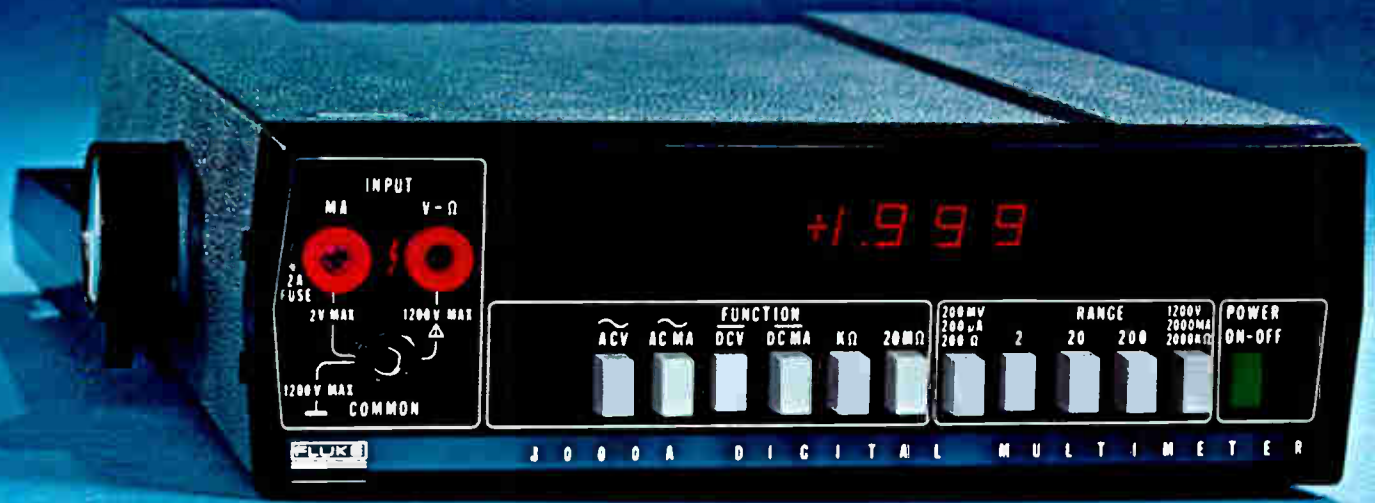 INPUT
MA V-Ω
2A
FUSE
2V MAX 1200V MAX
1200V MAX
COMMON
+1.999
FUNCTION
ACV AC MA DCV DC MA KΩ 20MΩ
RANGE
200MV
200µA
200 Ω
2 20 200
1200V
2000MA
2000KΩ
POWER
ON-OFF
FLUKE
8000A DIGITAL MULTIMETER